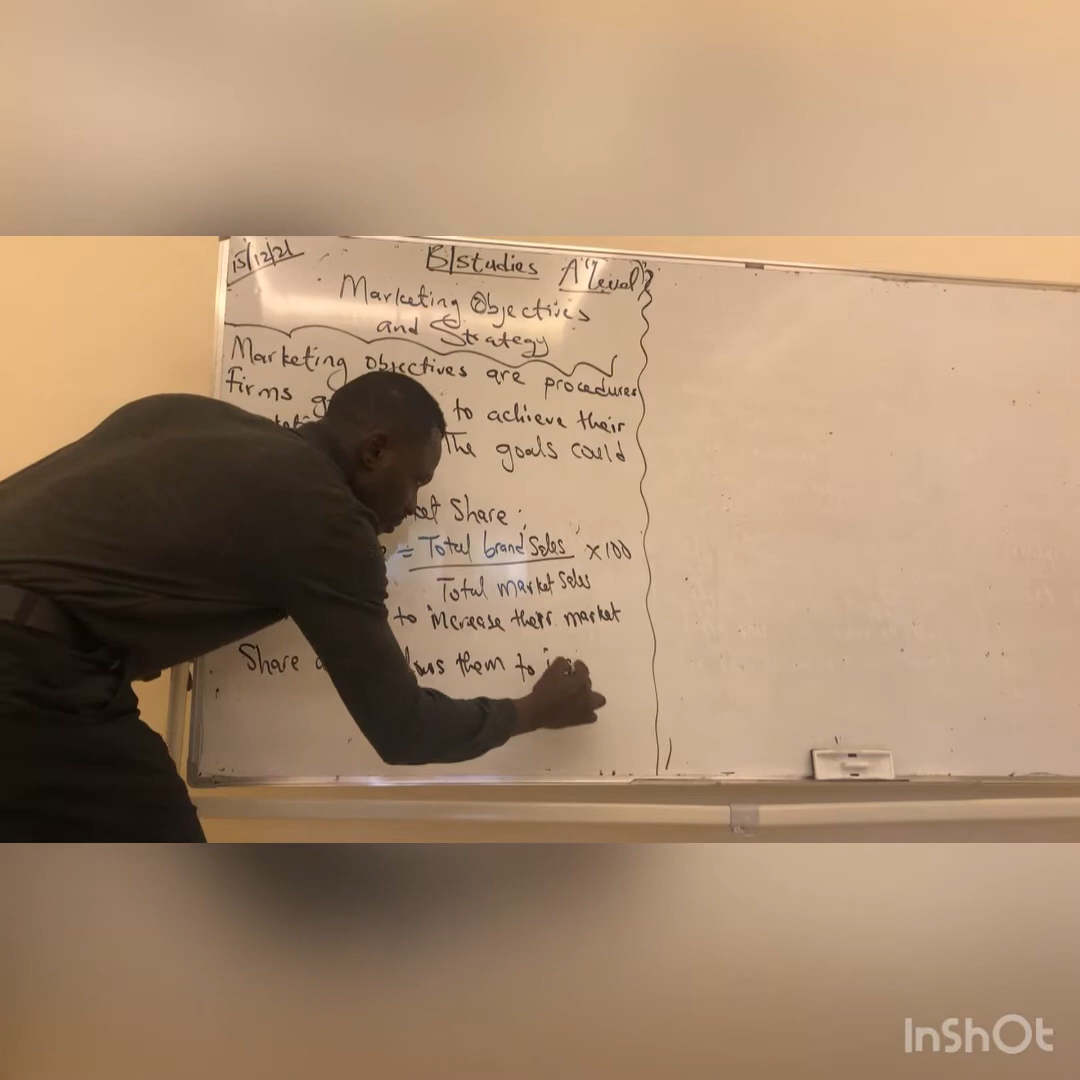 15/12/21
B/studies A'level
Marketing Objectives
and Strategy
Marketing objectives are procedures
Firms to achieve their
The goals could
Share
= Total brand Sales × 100
Total market sales
to increase their market
Share them to
InShOt